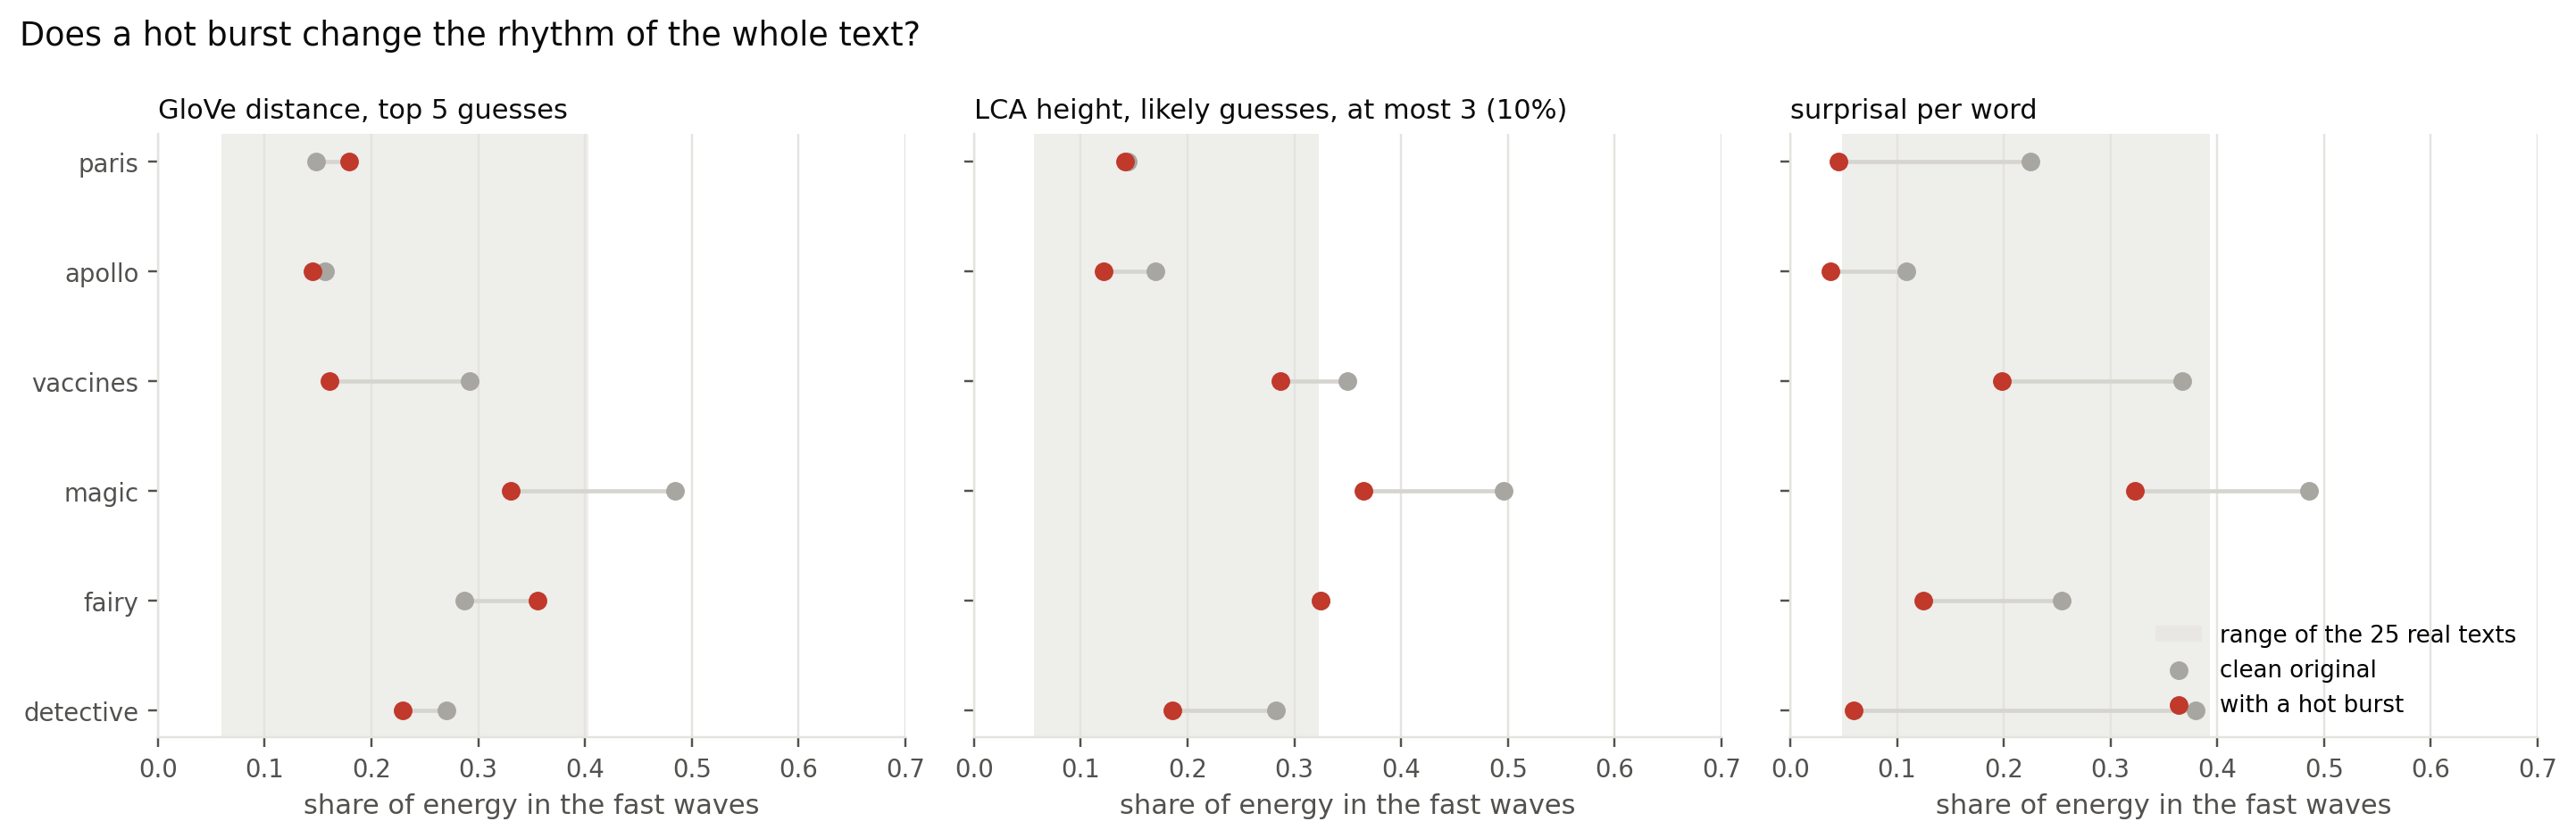 Does a hot burst change the rhythm of the whole text?
GloVe distance, top 5 guesses
LCA height, likely guesses, at most 3 (10%)
surprisal per word
paris
apollo
vaccines
magic
fairy
detective
range of the 25 real texts
clean original
with a hot burst
0.0 0.1 0.2 0.3 0.4 0.5 0.6 0.7
0.0 0.1 0.2 0.3 0.4 0.5 0.6 0.7
0.0 0.1 0.2 0.3 0.4 0.5 0.6 0.7
share of energy in the fast waves
share of energy in the fast waves
share of energy in the fast waves